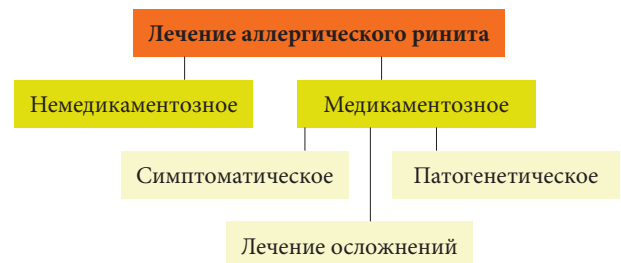 Лечение аллергического ринита
Немедикаментозное
Медикаментозное
Симптоматическое
Патогенетическое
Лечение осложнений